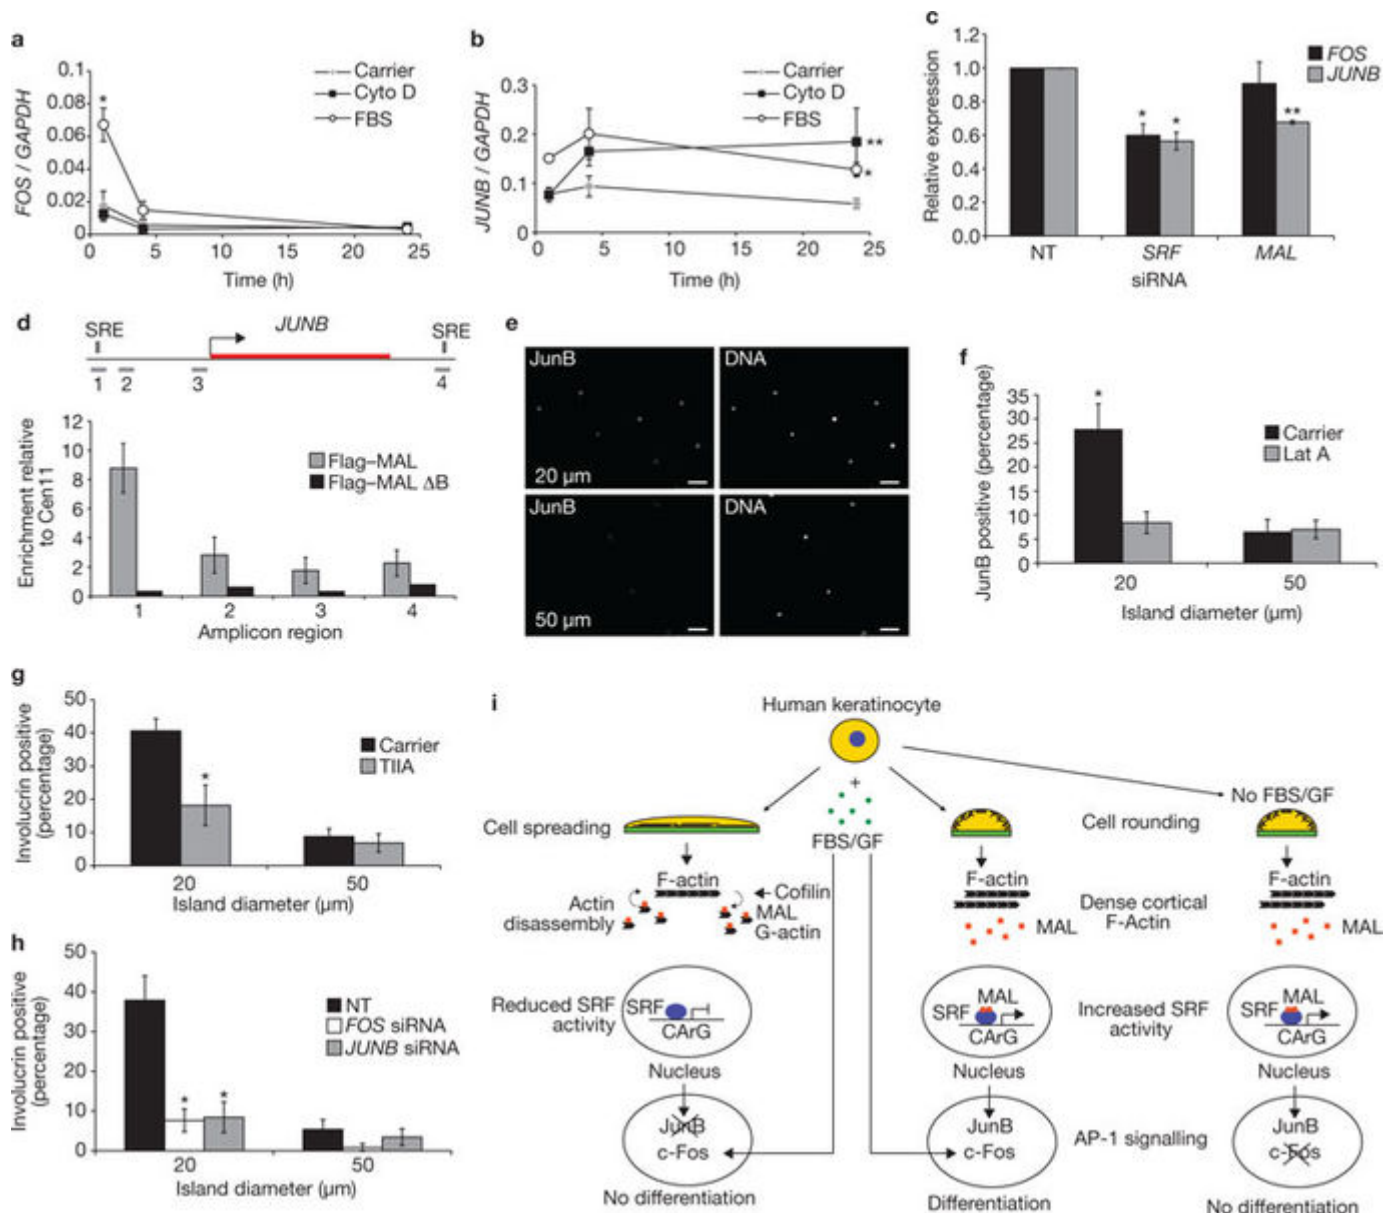 a
FOS / GAPDH
0.1
0.08
0.06
0.04
0.02
0
*
Carrier
Cyto D
FBS
0 5 10 15 20 25
Time (h)
b
JUNB / GAPDH
0.3
0.2
0.1
0
Carrier
Cyto D
FBS
**
*
0 5 10 15 20 25
Time (h)
c
Relative expression
1.2
1.0
0.8
0.6
0.4
0.2
0.0
FOS
JUNB
* * **
NT SRF MAL
siRNA
d
SRE JUNB SRE
1 2 3 4
Enrichment relative
to Cen11
12
10
8
6
4
2
0
Flag–MAL
Flag–MAL ΔB
1 2 3 4
Amplicon region
e
JunB DNA
20 µm
JunB DNA
50 µm
f
JunB positive (percentage)
35
30
25
20
15
10
5
0
*
Carrier
Lat A
20 50
Island diameter (µm)
g
Involucrin positive
(percentage)
50
40
30
20
10
0
*
Carrier
TIIA
20 50
Island diameter (µm)
h
Involucrin positive
(percentage)
50
40
30
20
10
0
* *
NT
FOS siRNA
JUNB siRNA
20 50
Island diameter (µm)
i
Human keratinocyte
+
FBS/GF
No FBS/GF
Cell spreading
Cell rounding
F-actin
Cofilin
Actin
disassembly
MAL
G-actin
F-actin
MAL
Dense cortical
F-Actin
F-actin
MAL
Reduced SRF
activity
SRF
CArG
Nucleus
MAL
SRF
CArG
Nucleus
Increased SRF
activity
MAL
SRF
CArG
Nucleus
JunB
c-Fos
No differentiation
JunB
c-Fos
Differentiation
AP-1 signalling
JunB
c-Fos
No differentiation